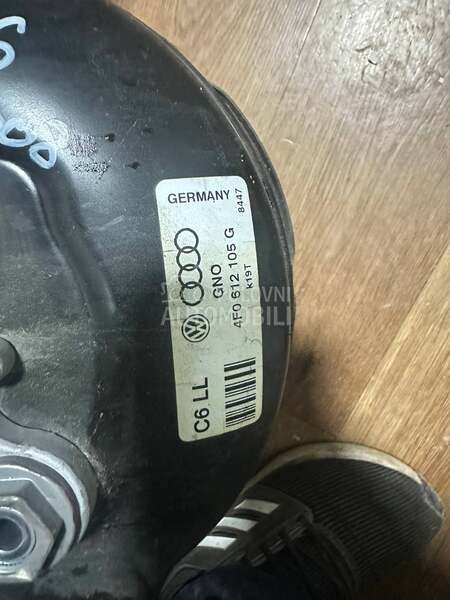 GERMANY
8447
GNO
4F0 612 105 G
K19T
C6 LL